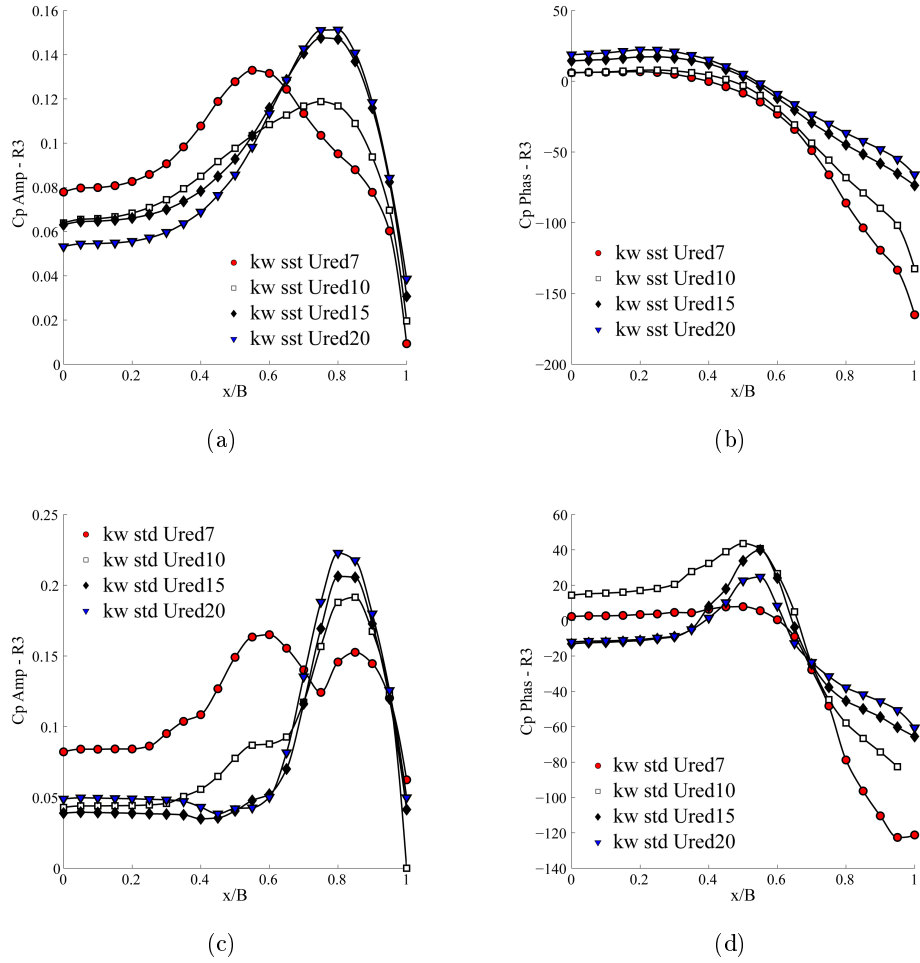 0.16
0.14
0.12
0.1
0.08
0.06
0.04
0.02
0
Cp Amp - R3
kw sst Ured7
kw sst Ured10
kw sst Ured15
kw sst Ured20
0 0.2 0.4 0.6 0.8 1
x/B
(a)
50
0
−50
−100
−150
−200
Cp Phas - R3
kw sst Ured7
kw sst Ured10
kw sst Ured15
kw sst Ured20
0 0.2 0.4 0.6 0.8 1
x/B
(b)
0.25
0.2
0.15
0.1
0.05
0
Cp Amp - R3
kw std Ured7
kw std Ured10
kw std Ured15
kw std Ured20
0 0.2 0.4 0.6 0.8 1
x/B
(c)
60
40
20
0
−20
−40
−60
−80
−100
−120
−140
Cp Phas - R3
kw std Ured7
kw std Ured10
kw std Ured15
kw std Ured20
0 0.2 0.4 0.6 0.8 1
x/B
(d)